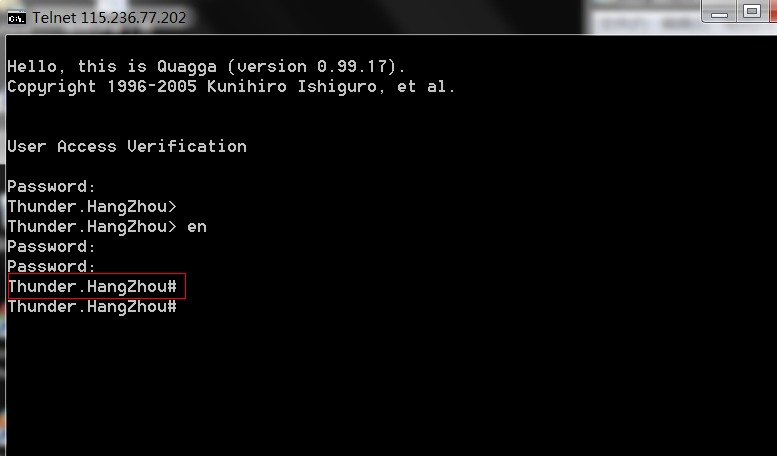 Telnet 115.236.77.202
Hello, this is Quagga (version 0.99.17).
Copyright 1996-2005 Kunihiro Ishiguro, et al.
User Access Verification
Password:
Thunder.HangZhou>
Thunder.HangZhou> en
Password:
Password:
Thunder.HangZhou#
Thunder.HangZhou#